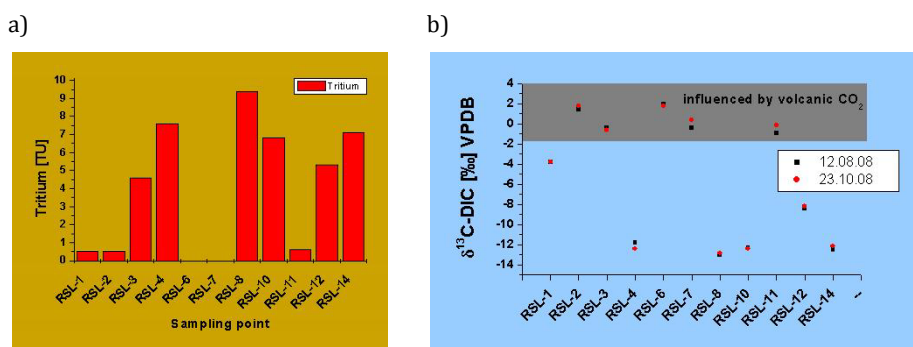 a)
b)
Tritium [TU]
10
9
8
7
6
5
4
3
2
1
0
Tritium
RSL-1
RSL-2
RSL-3
RSL-4
RSL-6
RSL-7
RSL-8
RSL-10
RSL-11
RSL-12
RSL-14
Sampling point
δ¹³C-DIC [‰] VPDB
4
2
0
-2
-4
-6
-8
-10
-12
-14
influenced by volcanic CO₂
12.08.08
23.10.08
RSL-1
RSL-2
RSL-3
RSL-4
RSL-6
RSL-7
RSL-8
RSL-10
RSL-11
RSL-12
RSL-14
--